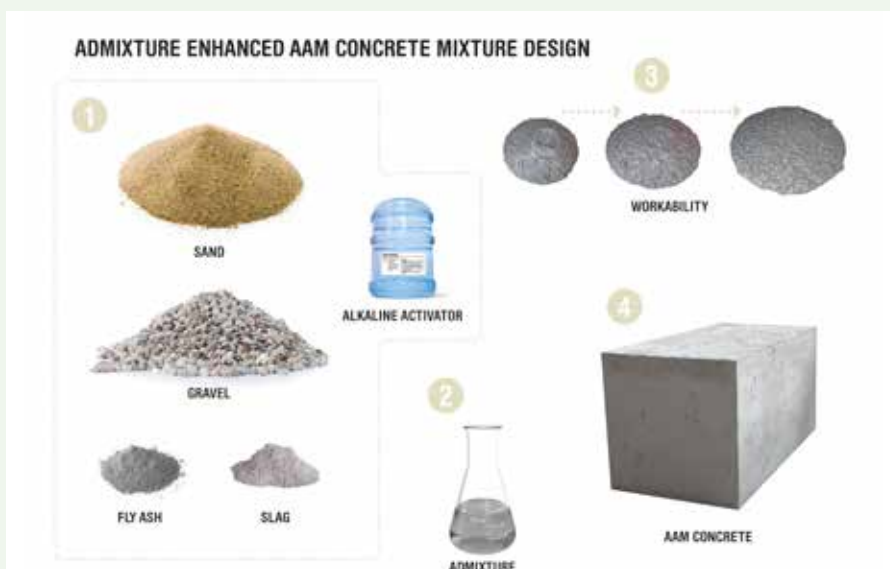 ADMIXTURE ENHANCED AAM CONCRETE MIXTURE DESIGN
1
SAND
ALKALINE ACTIVATOR
GRAVEL
FLY ASH
SLAG
2
ADMIXTURE
3
WORKABILITY
4
AAM CONCRETE